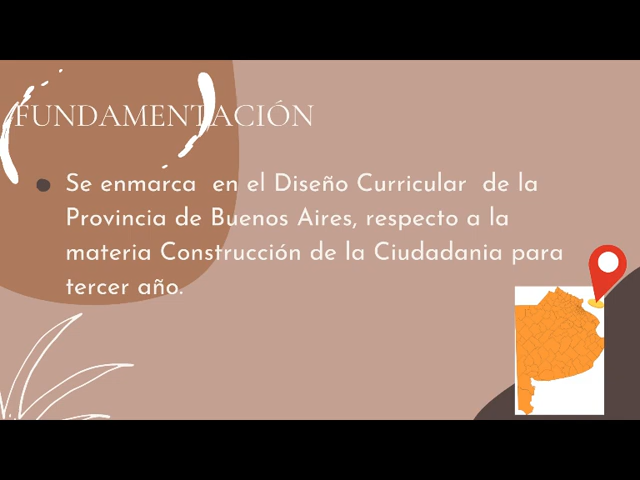 FUNDAMENTACIÓN
Se enmarca en el Diseño Curricular de la
Provincia de Buenos Aires, respecto a la
materia Construcción de la Ciudadania para
tercer año.